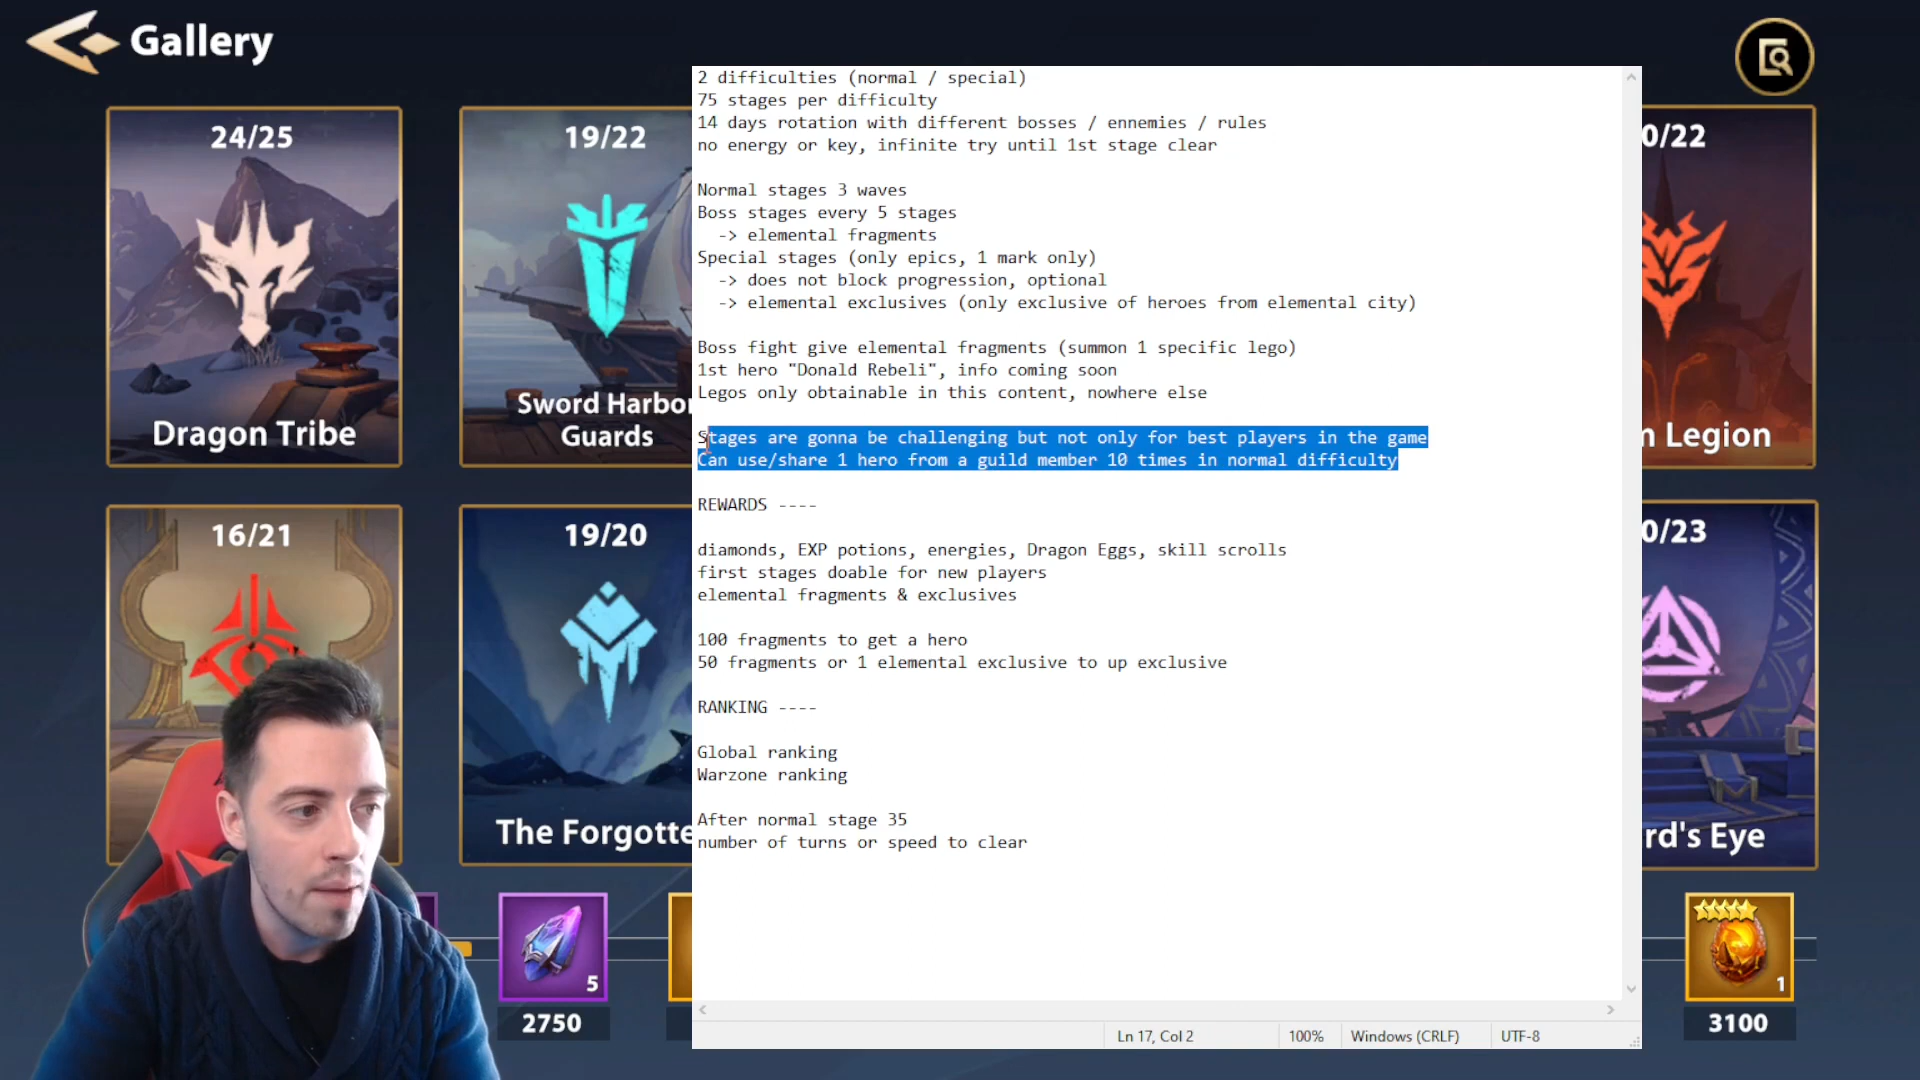 Gallery
24/25
Dragon Tribe
19/22
Sword Harbor
Guards
0/22
Legion
16/21
19/20
The Forgotte
0/23
rd's Eye
5
2750
1
3100
2 difficulties (normal / special)
75 stages per difficulty
14 days rotation with different bosses / ennemies / rules
no energy or key, infinite try until 1st stage clear
Normal stages 3 waves
Boss stages every 5 stages
-> elemental fragments
Special stages (only epics, 1 mark only)
-> does not block progression, optional
-> elemental exclusives (only exclusive of heroes from elemental city)
Boss fight give elemental fragments (summon 1 specific lego)
1st hero "Donald Rebeli", info coming soon
Legos only obtainable in this content, nowhere else
Stages are gonna be challenging but not only for best players in the game
Can use/share 1 hero from a guild member 10 times in normal difficulty
REWARDS ----
diamonds, EXP potions, energies, Dragon Eggs, skill scrolls
first stages doable for new players
elemental fragments & exclusives
100 fragments to get a hero
50 fragments or 1 elemental exclusive to up exclusive
RANKING ----
Global ranking
Warzone ranking
After normal stage 35
number of turns or speed to clear
Ln 17, Col 2
100%
Windows (CRLF)
UTF-8